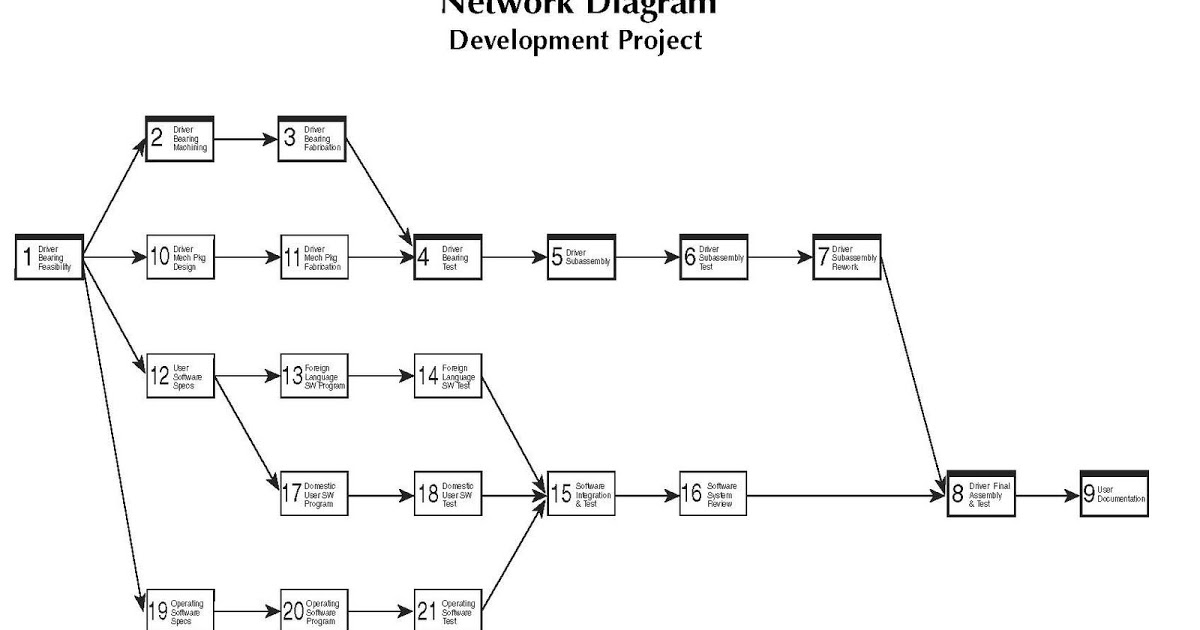 Network Diagram
Development Project
2 Driver
Bearing
Machining
3 Driver
Bearing
Fabrication
1 Driver
Bearing
Feasibility
10 Driver
Mech Pkg
Design
11 Driver
Mech Pkg
Fabrication
4 Driver
Bearing
Test
5 Driver
Subassembly
6 Driver
Subassembly
Test
7 Driver
Subassembly
Rework
12 User
Software
Specs
13 Foreign
Language
SW Program
14 Foreign
Language
SW Test
17 Domestic
User SW
Program
18 Domestic
User SW
Test
15 Software
Integration
& Test
16 Software
System
Review
8 Driver Final
Assembly
& Test
9 User
Documentation
19 Operating
Software
Specs
20 Operating
Software
Program
21 Operating
Software
Test